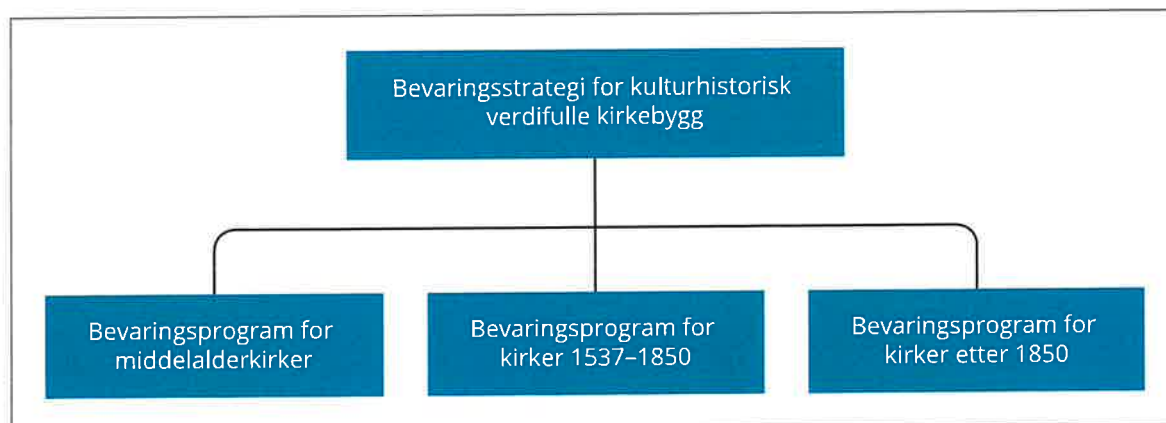 Bevaringsstrategi for kulturhistorisk
verdifulle kirkebygg
Bevaringsprogram for
middelalderkirker
Bevaringsprogram for
kirker 1537–1850
Bevaringsprogram for
kirker etter 1850